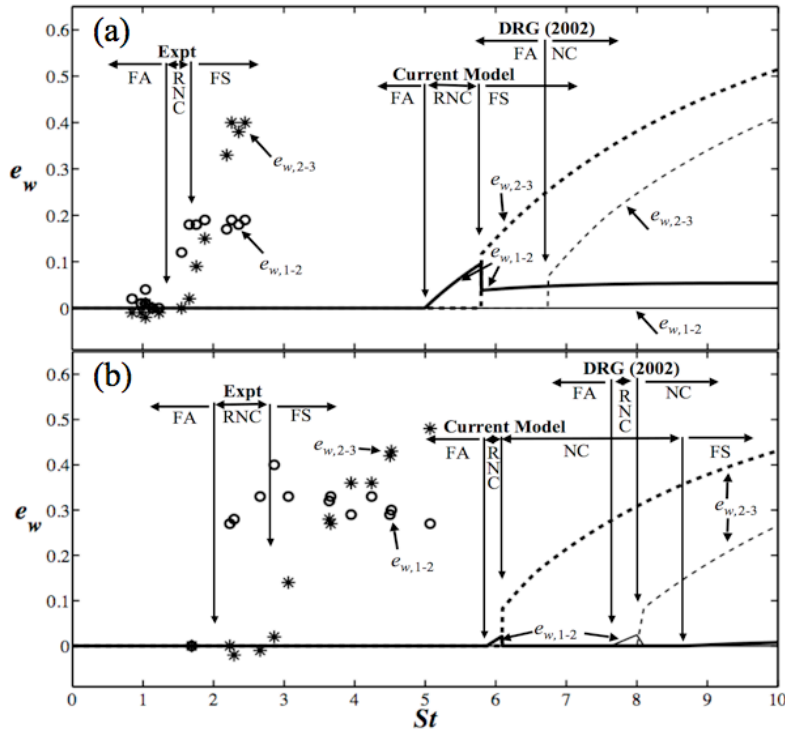 (a)
DRG (2002)
FA NC
Expt
FA RNC FS
Current Model
FA RNC FS
e_w,2-3
e_w,1-2
e_w,2-3
e_w,2-3
e_w,1-2
e_w,1-2
e_w
0.6
0.5
0.4
0.3
0.2
0.1
0
(b)
DRG (2002)
FA RNC NC
Expt
FA RNC FS
Current Model
FA RNC NC FS
e_w,2-3
e_w,1-2
e_w,2-3
e_w,1-2
e_w
0.6
0.5
0.4
0.3
0.2
0.1
0
0 1 2 3 4 5 6 7 8 9 10
St